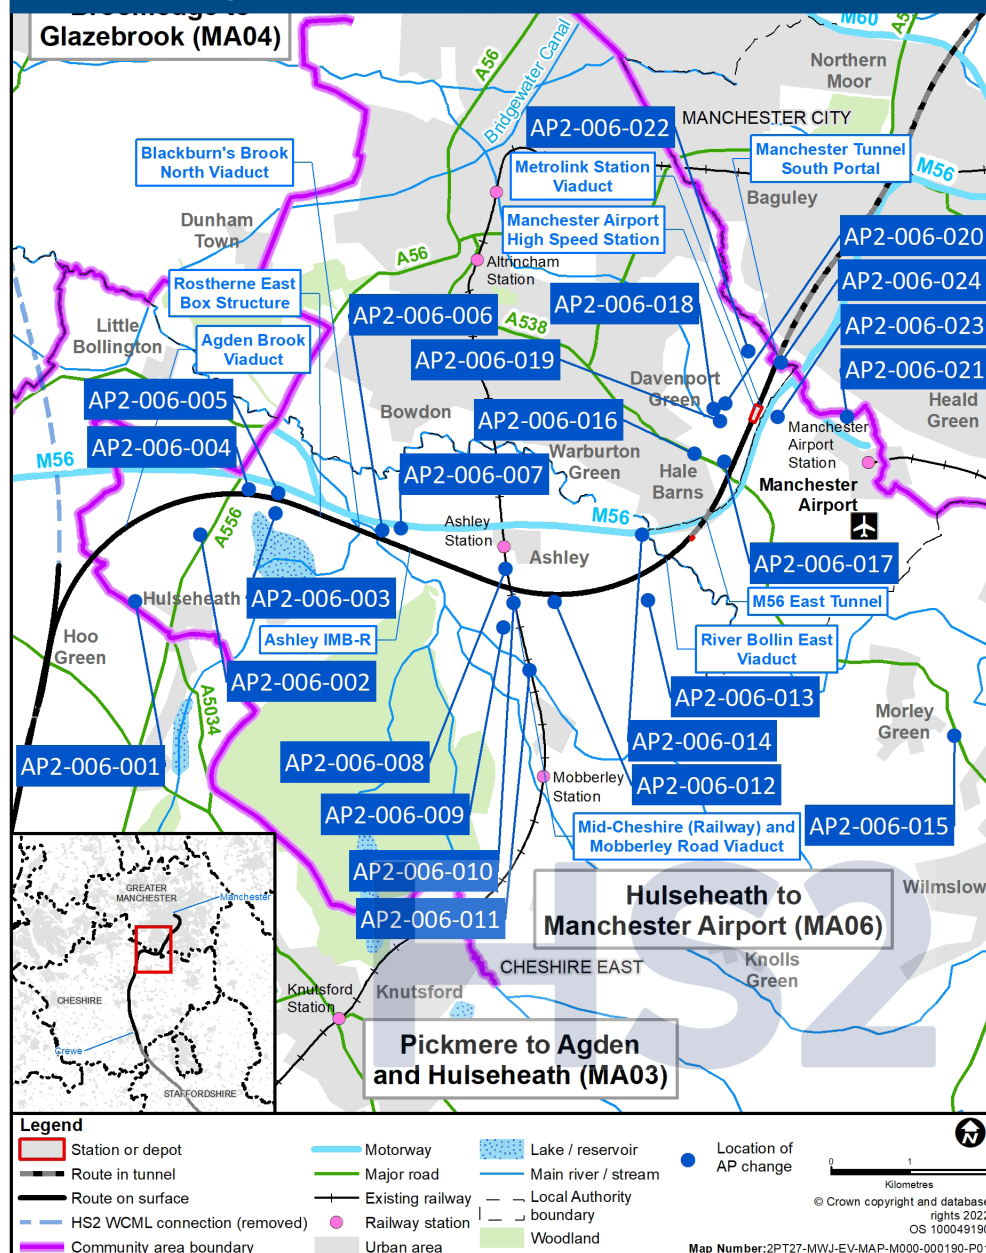 Glazebrook (MA04)
M60
A56
Bridgewater Canal
Northern
Moor
AP2-006-022
MANCHESTER CITY
Blackburn's Brook
North Viaduct
Metrolink Station
Viaduct
Manchester Tunnel
South Portal
M56
Baguley
Dunham
Town
Manchester Airport
High Speed Station
AP2-006-020
A56
Altrincham
Station
AP2-006-024
Rostherne East
Box Structure
AP2-006-006
AP2-006-018
A538
AP2-006-023
Little
Bollington
Agden Brook
Viaduct
AP2-006-019
AP2-006-021
Davenport
Green
AP2-006-005
Bowdon
AP2-006-016
Heald
Green
Manchester
Airport
Station
AP2-006-004
M56
Warburton
Green
AP2-006-007
Hale
Barns
Manchester
Airport
A556
Ashley
Station
M56
Ashley
AP2-006-017
Hulseheath
AP2-006-003
M56 East Tunnel
Hoo
Green
Ashley IMB-R
River Bollin East
Viaduct
AP2-006-002
AP2-006-013
A5034
Morley
Green
AP2-006-014
AP2-006-001
AP2-006-008
AP2-006-012
Mobberley
Station
AP2-006-009
Mid-Cheshire (Railway) and
Mobberley Road Viaduct
AP2-006-015
AP2-006-010
Hulseheath to
Manchester Airport (MA06)
Wilmslow
AP2-006-011
HS2
GREATER
MANCHESTER
Manchester
CHESHIRE
Crewe
STAFFORDSHIRE
CHESHIRE EAST
Knolls
Green
Knutsford
Station
Knutsford
Pickmere to Agden
and Hulseheath (MA03)
Legend
Station or depot
Route in tunnel
Route on surface
HS2 WCML connection (removed)
Community area boundary
Motorway
Major road
Existing railway
Railway station
Urban area
Lake / reservoir
Main river / stream
Local Authority
boundary
Woodland
Location of
AP change
N
0 1
Kilometres
© Crown copyright and database
rights 2022
OS 100049190
Map Number:2PT27-MWJ-EV-MAP-M000-000190-P01